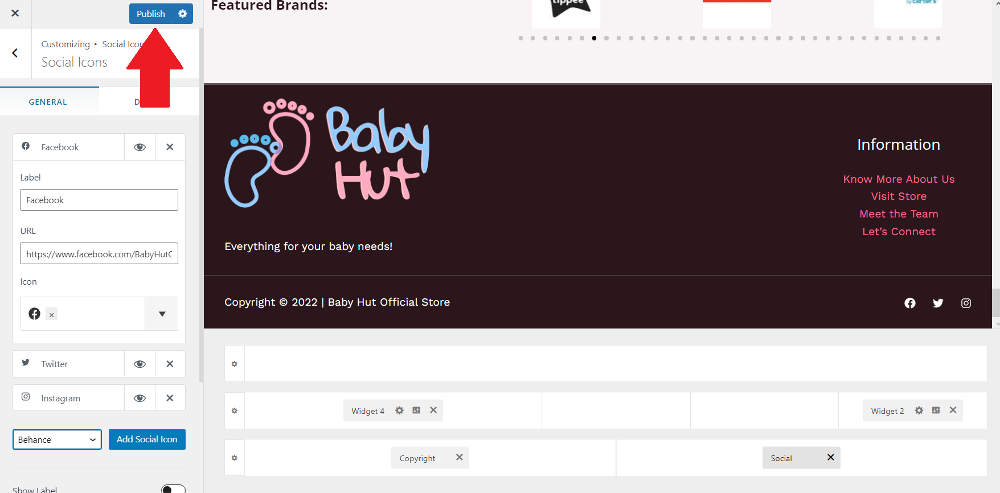 Publish
Customizing ▸ Social Icon
Social Icons
GENERAL
D
Facebook
Label
Facebook
URL
https://www.facebook.com/BabyHutO
Icon
Twitter
Instagram
Behance
Add Social Icon
Show Label
Featured Brands:
tippee
by carter's
Baby
Hut
Everything for your baby needs!
Information
Know More About Us
Visit Store
Meet the Team
Let’s Connect
Copyright © 2022 | Baby Hut Official Store
Widget 4
Widget 2
Copyright
Social